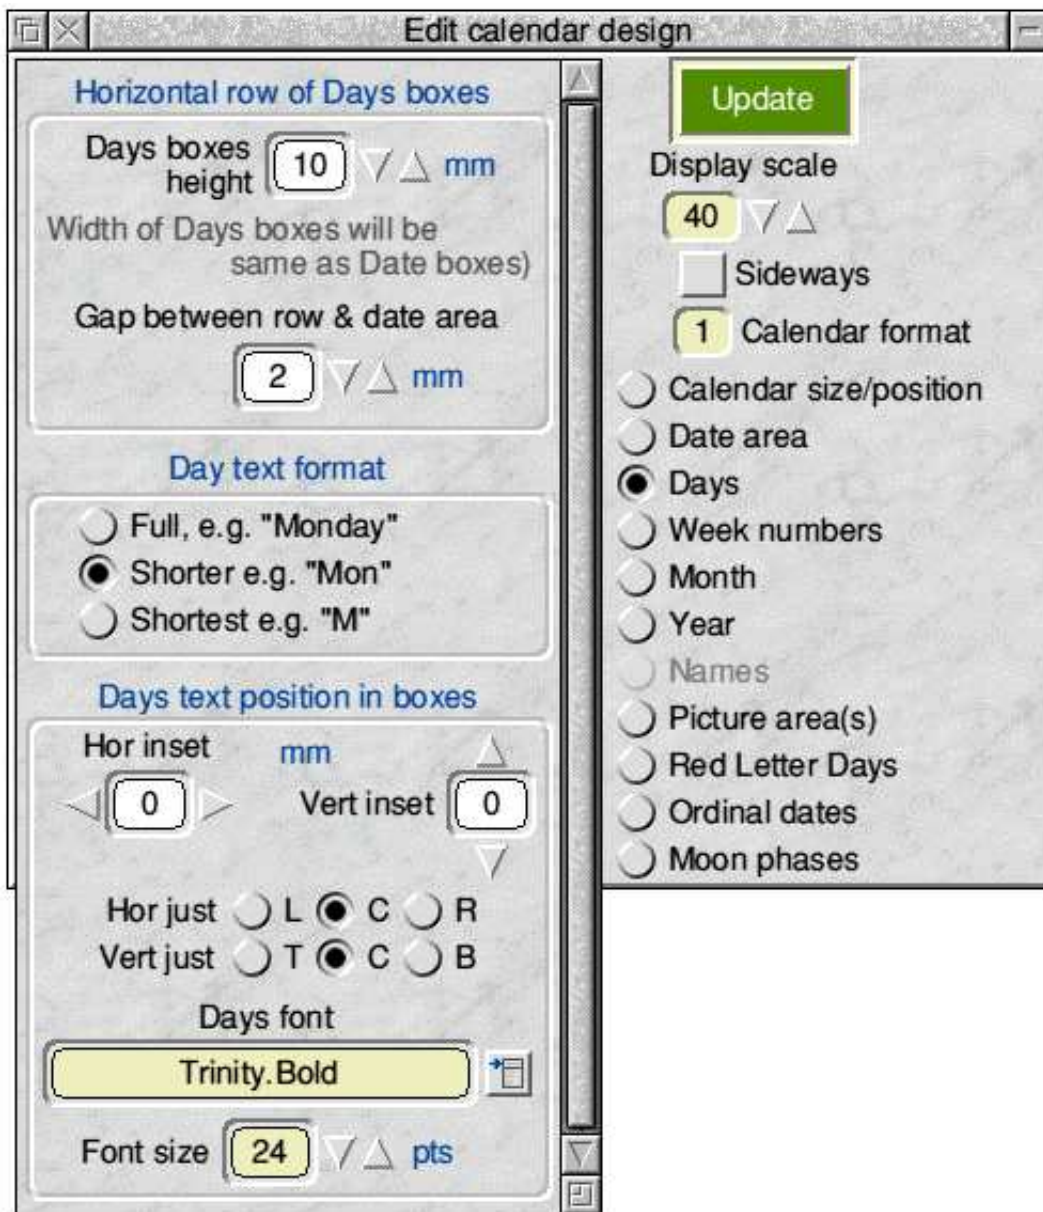 Edit calendar design
Horizontal row of Days boxes
Days boxes
height
10
mm
Width of Days boxes will be
same as Date boxes)
Gap between row & date area
2
mm
Day text format
Full, e.g. "Monday"
Shorter e.g. "Mon"
Shortest e.g. "M"
Days text position in boxes
Hor inset
mm
0
Vert inset
0
Hor just L C R
Vert just T C B
Days font
Trinity.Bold
Font size 24 pts
Update
Display scale
40
Sideways
1 Calendar format
Calendar size/position
Date area
Days
Week numbers
Month
Year
Names
Picture area(s)
Red Letter Days
Ordinal dates
Moon phases